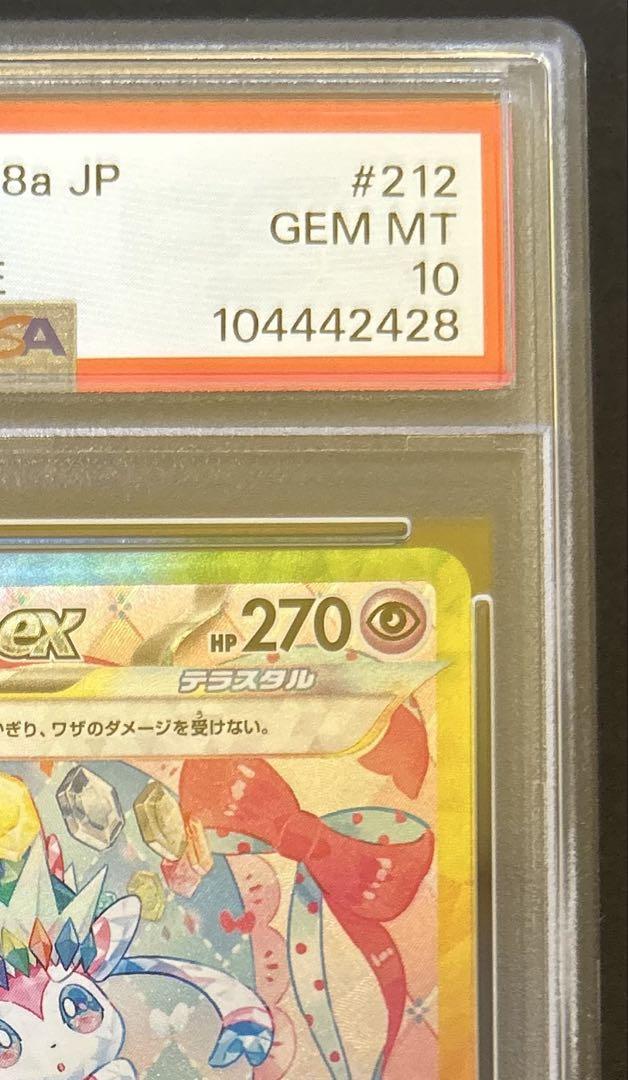 8a JP #212
GEM MT
E 10
SA 104442428
ex HP 270
テラスタル
ぎり、ワザのダメージを受けない。